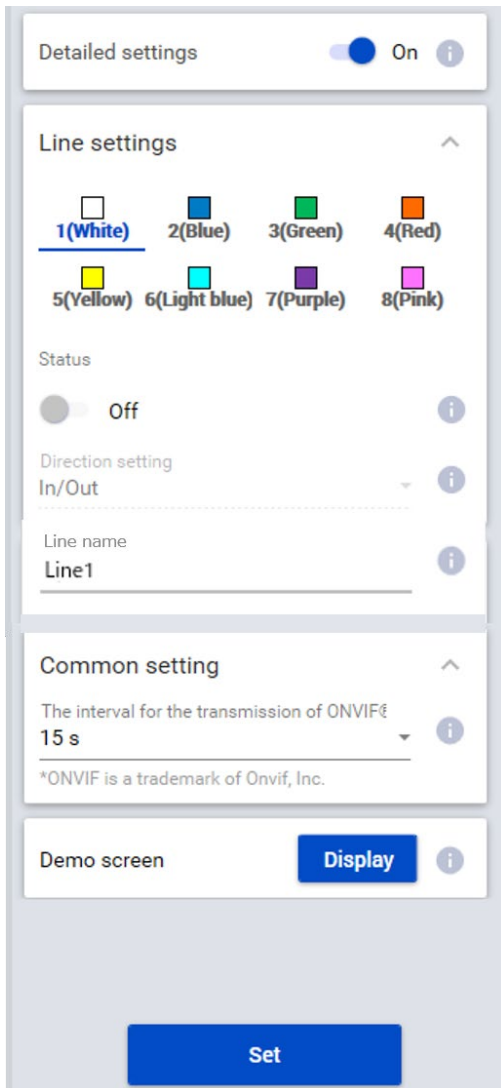 Detailed settings On
Line settings
1(White) 2(Blue) 3(Green) 4(Red)
5(Yellow) 6(Light blue) 7(Purple) 8(Pink)
Status
Off
Direction setting
In/Out
Line name
Line1
Common setting
The interval for the transmission of ONVIF®
15 s
*ONVIF is a trademark of Onvif, Inc.
Demo screen Display
Set